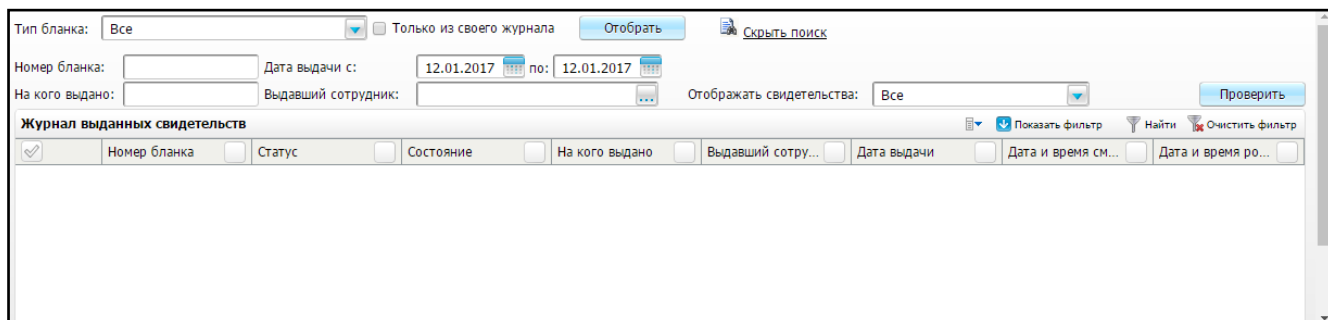 Тип бланка: Все Только из своего журнала Отобрать Скрыть поиск
Номер бланка: Дата выдачи с: 12.01.2017 по: 12.01.2017
На кого выдано: Выдавший сотрудник: ... Отображать свидетельства: Все Проверить
Журнал выданных свидетельств Показать фильтр Найти Очистить фильтр
Номер бланка Статус Состояние На кого выдано Выдавший сотру... Дата выдачи Дата и время см... Дата и время ро...